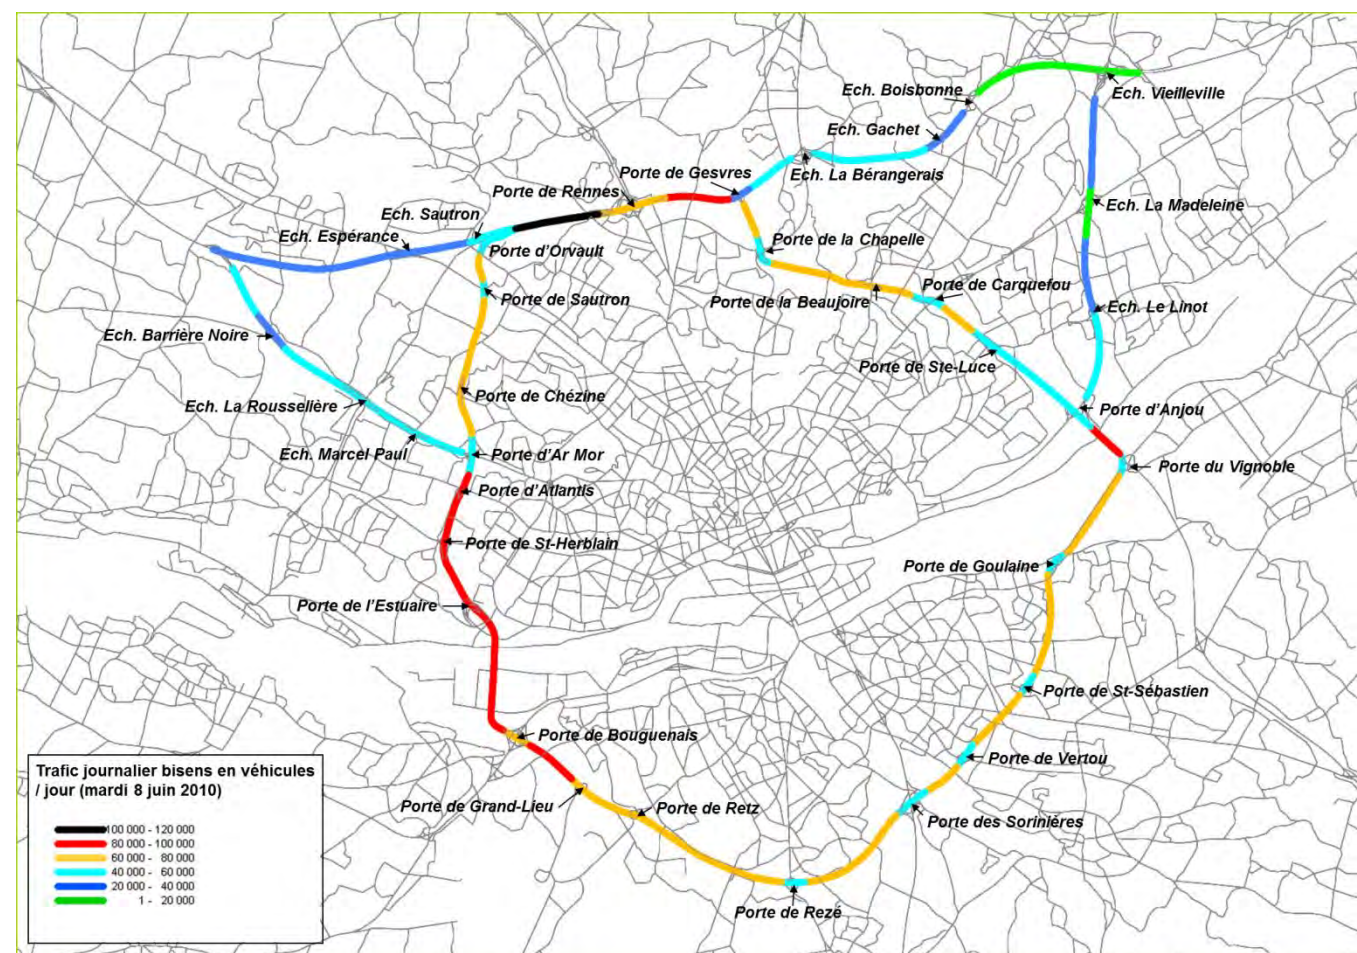 Ech. Boisbonne
Ech. Vieilleville
Ech. Gachet
Porte de Gesvres
Ech. La Bérangerais
Porte de Rennes
Ech. La Madeleine
Ech. Sautron
Ech. Espérance
Porte de la Chapelle
Porte d'Orvault
Porte de Carquefou
Porte de Sautron
Porte de la Beaujoire
Ech. Le Linot
Ech. Barrière Noire
Porte de Ste-Luce
Porte de Chézine
Ech. La Rousselière
Porte d'Anjou
Ech. Marcel Paul
Porte d'Ar Mor
Porte du Vignoble
Porte d'Atlantis
Porte de St-Herblain
Porte de Goulaine
Porte de l'Estuaire
Porte de St-Sébastien
Porte de Bouguenais
Porte de Vertou
Porte de Grand-Lieu
Porte de Retz
Porte des Sorinières
Porte de Rezé
Trafic journalier bisens en véhicules
/ jour (mardi 8 juin 2010)
100 000 - 120 000
80 000 - 100 000
60 000 - 80 000
40 000 - 60 000
20 000 - 40 000
1 - 20 000